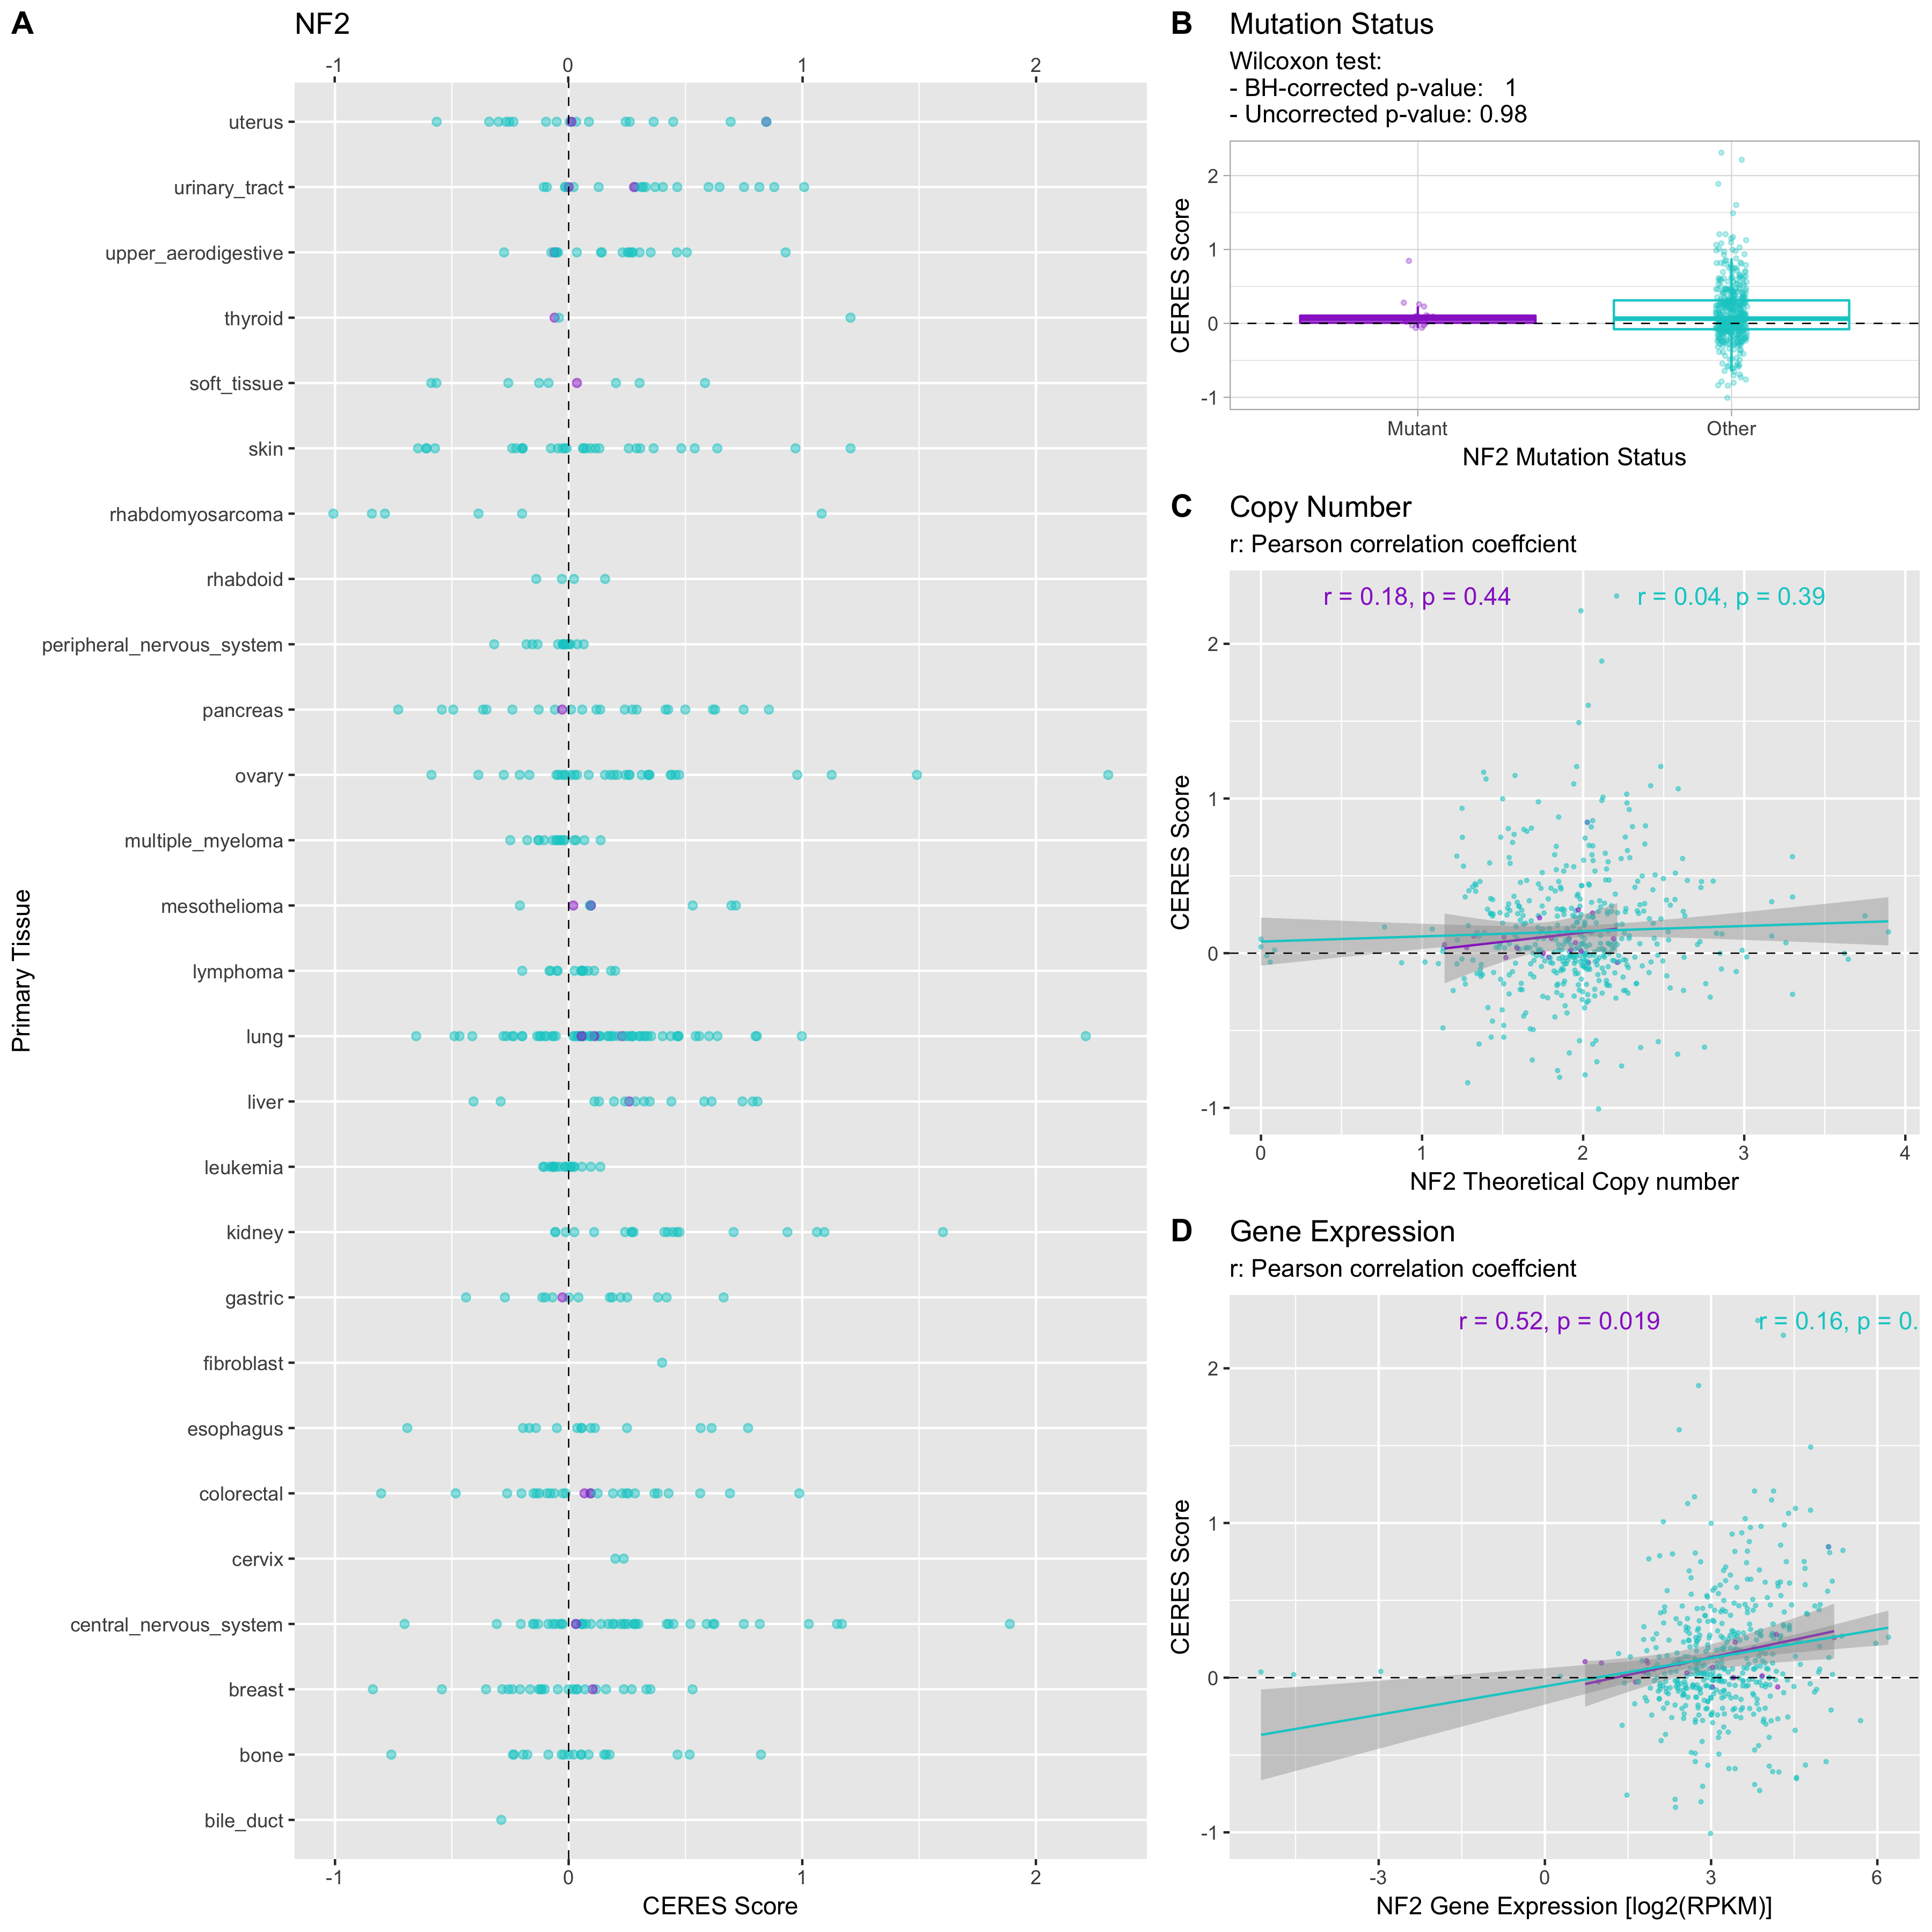 A
NF2
-1 0 1 2
Primary Tissue
uterus
urinary_tract
upper_aerodigestive
thyroid
soft_tissue
skin
rhabdomyosarcoma
rhabdoid
peripheral_nervous_system
pancreas
ovary
multiple_myeloma
mesothelioma
lymphoma
lung
liver
leukemia
kidney
gastric
fibroblast
esophagus
colorectal
cervix
central_nervous_system
breast
bone
bile_duct
-1 0 1 2
CERES Score
B Mutation Status
Wilcoxon test:
- BH-corrected p-value: 1
- Uncorrected p-value: 0.98
CERES Score
2
1
0
-1
Mutant Other
NF2 Mutation Status
C Copy Number
r: Pearson correlation coeffcient
r = 0.18, p = 0.44 r = 0.04, p = 0.39
CERES Score
2
1
0
-1
0 1 2 3 4
NF2 Theoretical Copy number
D Gene Expression
r: Pearson correlation coeffcient
r = 0.52, p = 0.019 r = 0.16, p = 0.
CERES Score
2
1
0
-1
-3 0 3 6
NF2 Gene Expression [log2(RPKM)]